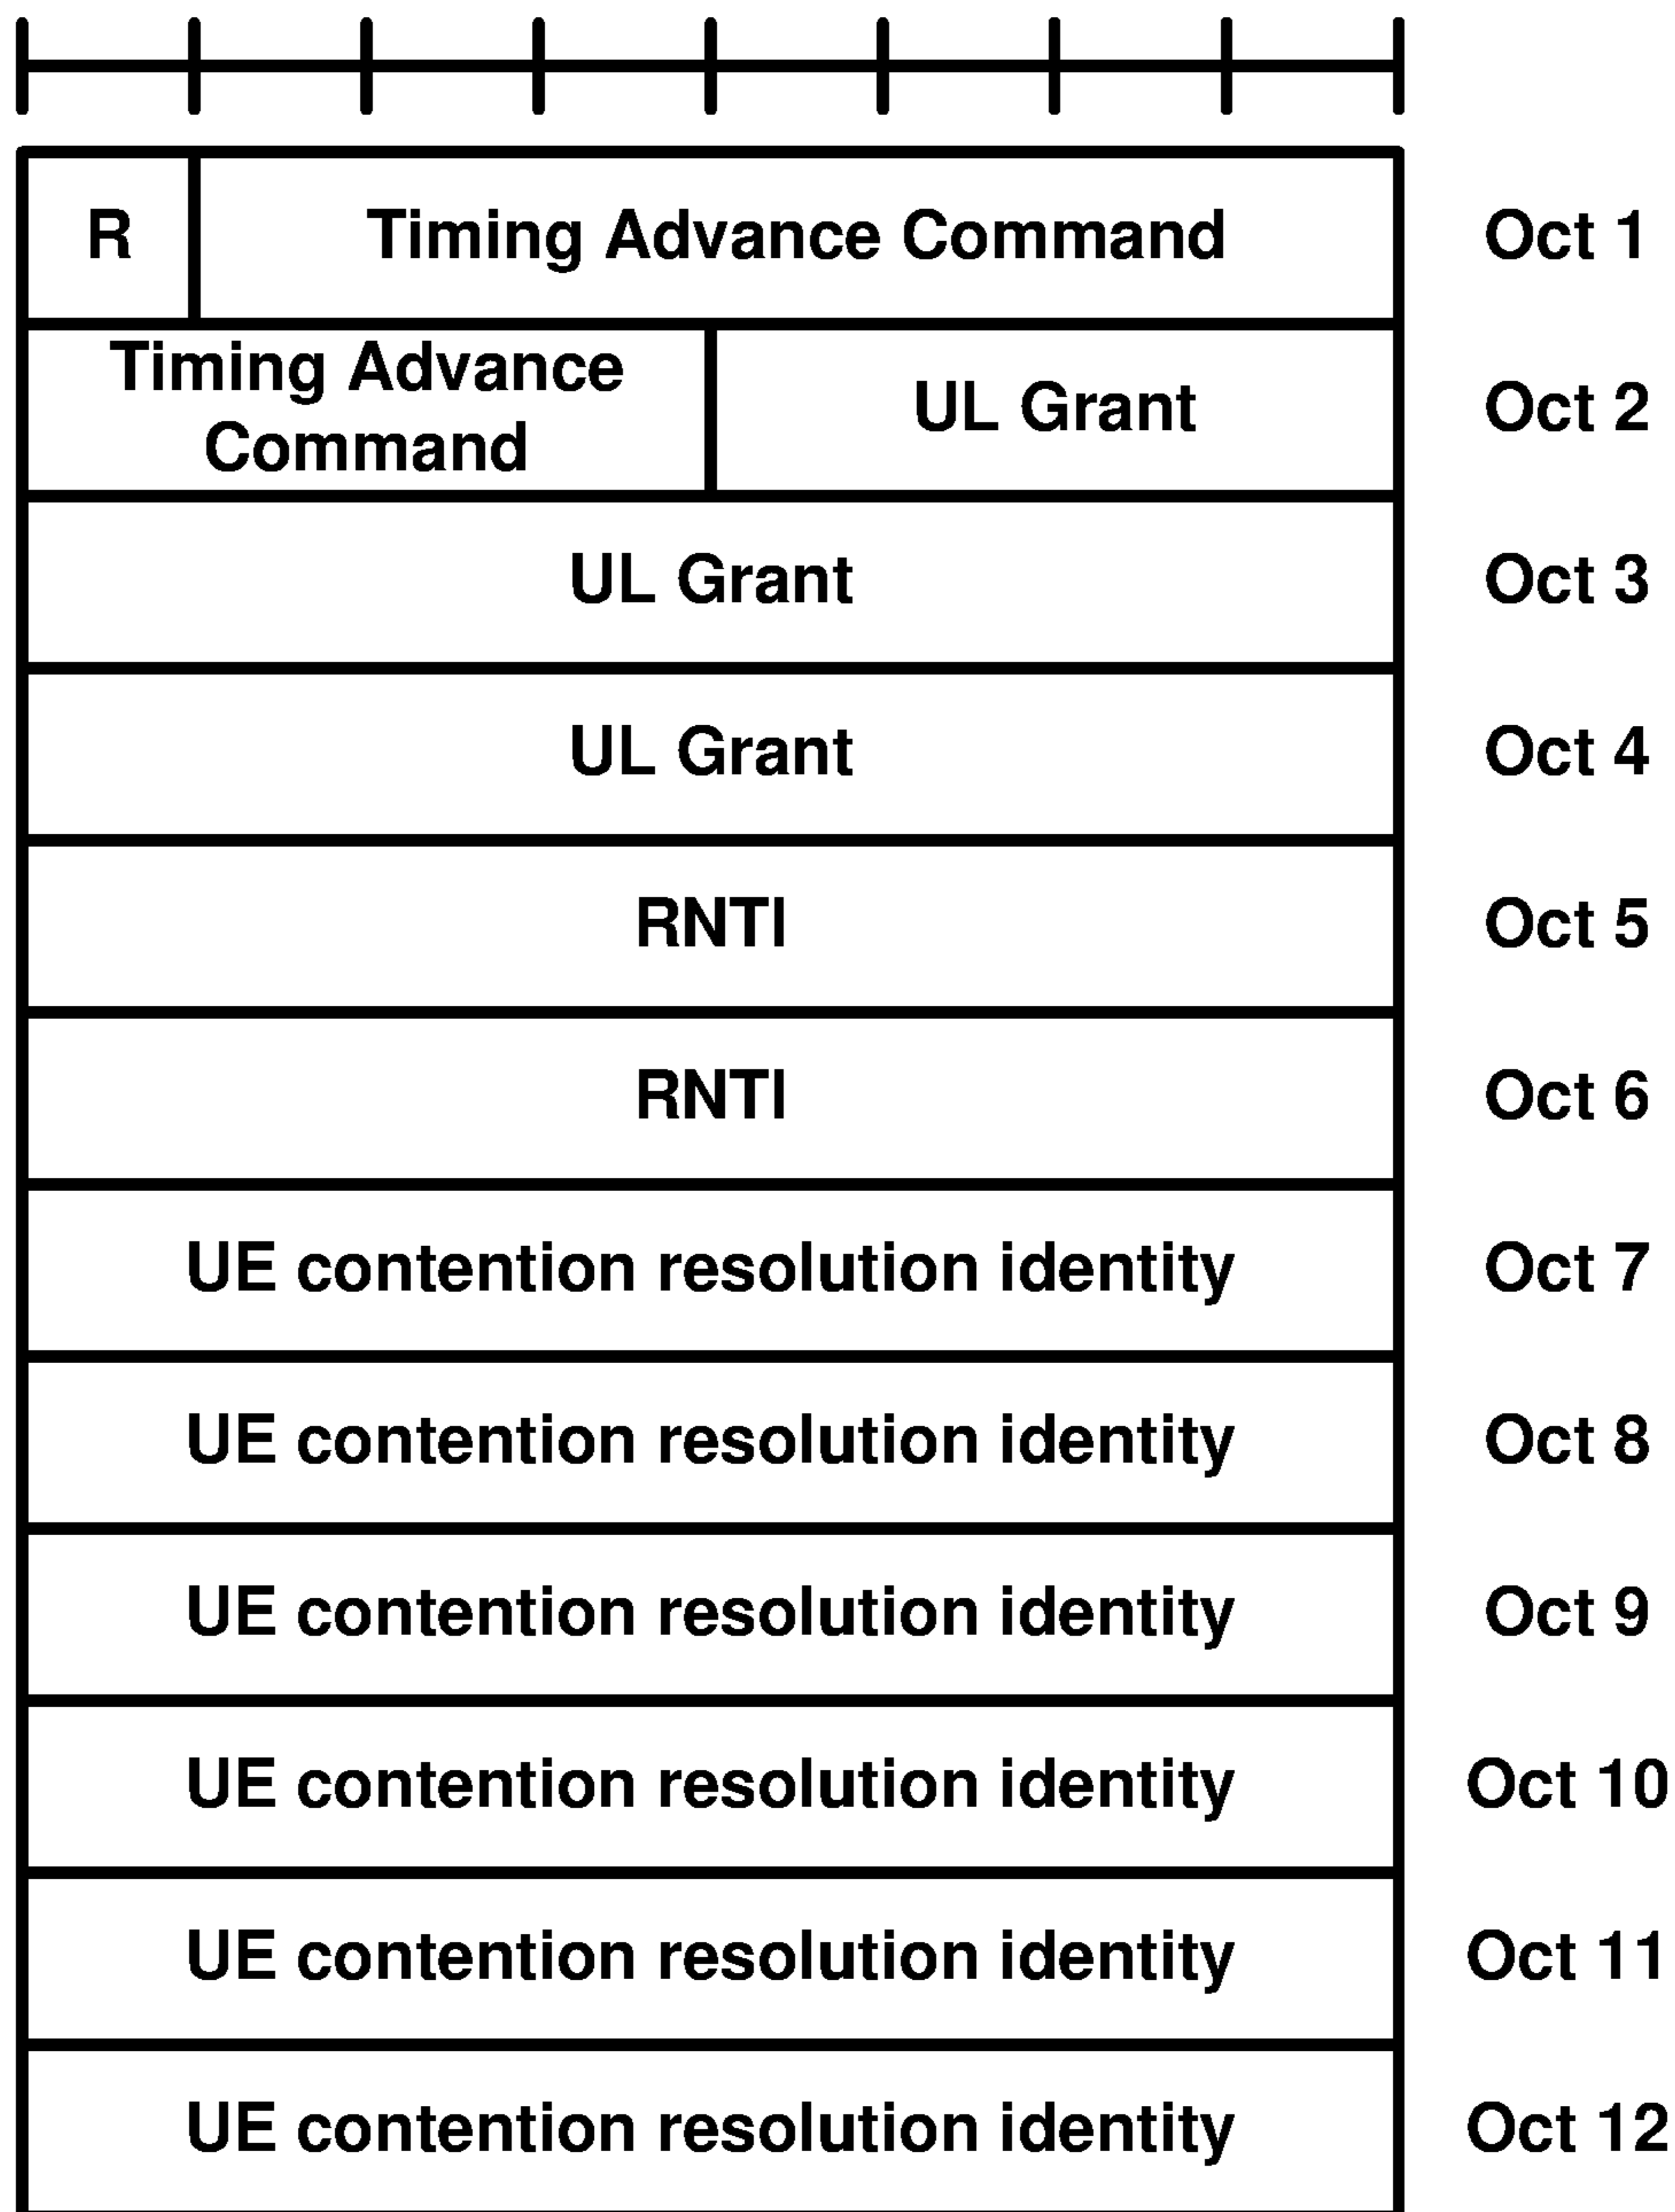 R Timing Advance Command Oct 1
Timing Advance
Command
UL Grant Oct 2
UL Grant Oct 3
UL Grant Oct 4
RNTI Oct 5
RNTI Oct 6
UE contention resolution identity Oct 7
UE contention resolution identity Oct 8
UE contention resolution identity Oct 9
UE contention resolution identity Oct 10
UE contention resolution identity Oct 11
UE contention resolution identity Oct 12